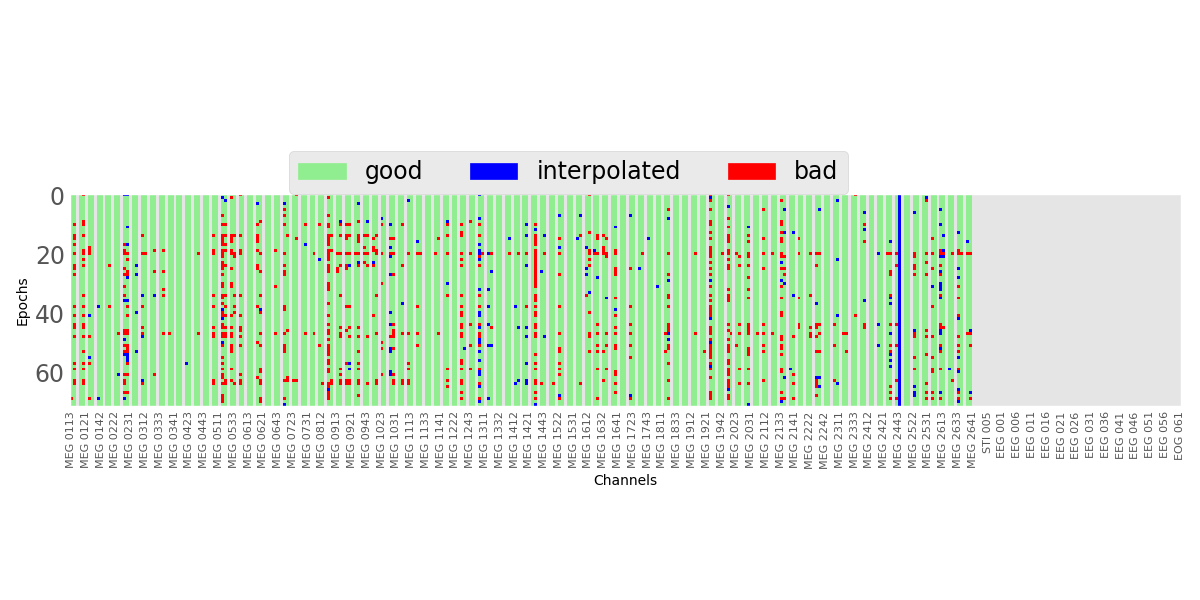 good interpolated bad
0
20
40
60
Epochs
MEG 0113
MEG 0121
MEG 0142
MEG 0222
MEG 0231
MEG 0312
MEG 0341
MEG 0423
MEG 0443
MEG 0511
MEG 0533
MEG 0613
MEG 0621
MEG 0643
MEG 0723
MEG 0731
MEG 0812
MEG 0913
MEG 0921
MEG 0943
MEG 1031
MEG 1113
MEG 1133
MEG 1141
MEG 1223
MEG 1243
MEG 1311
MEG 1332
MEG 1412
MEG 1421
MEG 1443
MEG 1522
MEG 1531
MEG 1612
MEG 1632
MEG 1641
MEG 1723
MEG 1743
MEG 1811
MEG 1833
MEG 1912
MEG 1921
MEG 1942
MEG 2023
MEG 2031
MEG 2112
MEG 2133
MEG 2141
MEG 2222
MEG 2242
MEG 2311
MEG 2333
MEG 2412
MEG 2421
MEG 2443
MEG 2522
MEG 2531
MEG 2613
MEG 2633
MEG 2641
STI 005
EEG 001
EEG 006
EEG 011
EEG 016
EEG 021
EEG 026
EEG 031
EEG 036
EEG 041
EEG 046
EEG 051
EEG 056
EOG 061
Channels